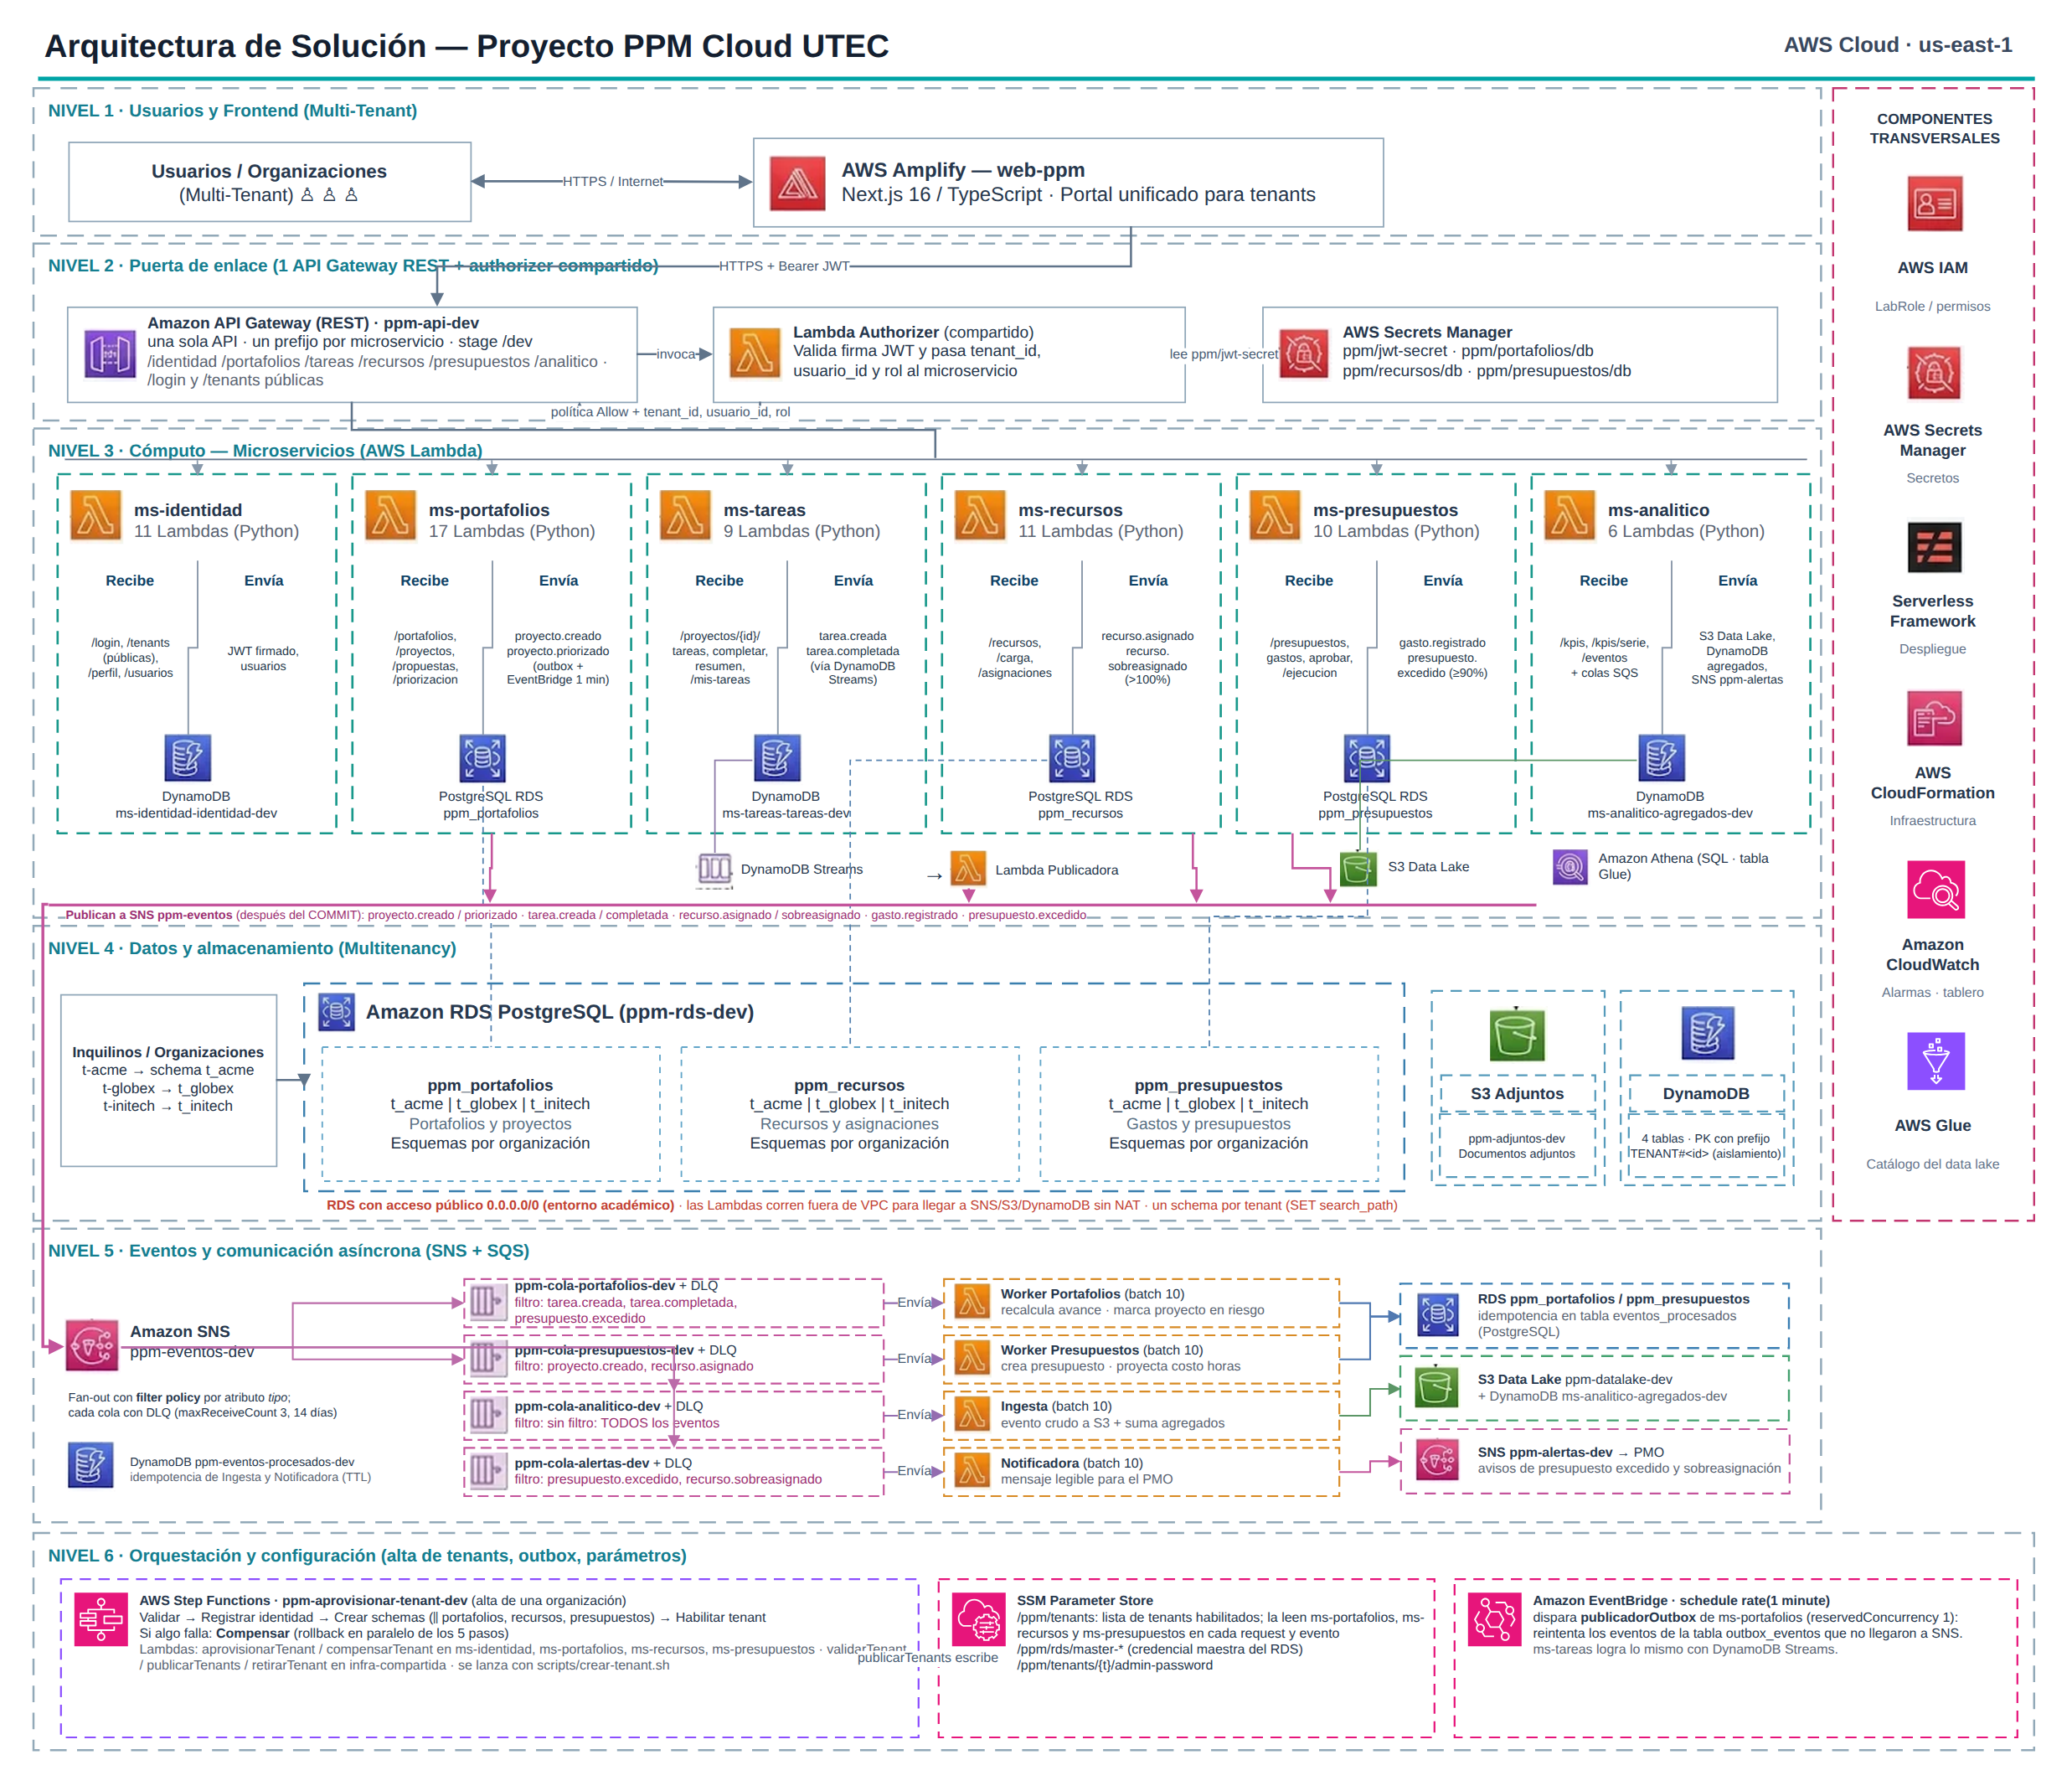 Arquitectura de Solución — Proyecto PPM Cloud UTEC
AWS Cloud · us-east-1
NIVEL 1 · Usuarios y Frontend (Multi-Tenant)
Usuarios / Organizaciones
(Multi-Tenant) ♙ ♙ ♙
HTTPS / Internet
AWS Amplify — web-ppm
Next.js 16 / TypeScript · Portal unificado para tenants
NIVEL 2 · Puerta de enlace (1 API Gateway REST + authorizer compartido)
HTTPS + Bearer JWT
Amazon API Gateway (REST) · ppm-api-dev
una sola API · un prefijo por microservicio · stage /dev
/identidad /portafolios /tareas /recursos /presupuestos /analitico ·
/login y /tenants públicas
invoca
Lambda Authorizer (compartido)
Valida firma JWT y pasa tenant_id,
usuario_id y rol al microservicio
lee ppm/jwt-secret
AWS Secrets Manager
ppm/jwt-secret · ppm/portafolios/db
ppm/recursos/db · ppm/presupuestos/db
política Allow + tenant_id, usuario_id, rol
NIVEL 3 · Cómputo — Microservicios (AWS Lambda)
ms-identidad
11 Lambdas (Python)
Recibe
Envía
/login, /tenants
(públicas),
/perfil, /usuarios
JWT firmado,
usuarios
DynamoDB
ms-identidad-identidad-dev
ms-portafolios
17 Lambdas (Python)
Recibe
Envía
/portafolios,
/proyectos,
/propuestas,
/priorizacion
proyecto.creado
proyecto.priorizado
(outbox +
EventBridge 1 min)
PostgreSQL RDS
ppm_portafolios
ms-tareas
9 Lambdas (Python)
Recibe
Envía
/proyectos/{id}/
tareas, completar,
resumen,
/mis-tareas
tarea.creada
tarea.completada
(vía DynamoDB
Streams)
DynamoDB
ms-tareas-tareas-dev
ms-recursos
11 Lambdas (Python)
Recibe
Envía
/recursos,
/carga,
/asignaciones
recurso.asignado
recurso.
sobreasignado
(>100%)
PostgreSQL RDS
ppm_recursos
ms-presupuestos
10 Lambdas (Python)
Recibe
Envía
/presupuestos,
gastos, aprobar,
/ejecucion
gasto.registrado
presupuesto.
excedido (≥90%)
PostgreSQL RDS
ppm_presupuestos
ms-analitico
6 Lambdas (Python)
Recibe
Envía
/kpis, /kpis/serie,
/eventos
+ colas SQS
S3 Data Lake,
DynamoDB
agregados,
SNS ppm-alertas
DynamoDB
ms-analitico-agregados-dev
DynamoDB Streams
→
Lambda Publicadora
S3 Data Lake
Amazon Athena (SQL · tabla
Glue)
Publican a SNS ppm-eventos (después del COMMIT): proyecto.creado / priorizado · tarea.creada / completada · recurso.asignado / sobreasignado · gasto.registrado · presupuesto.excedido
NIVEL 4 · Datos y almacenamiento (Multitenancy)
Inquilinos / Organizaciones
t-acme → schema t_acme
t-globex → t_globex
t-initech → t_initech
Amazon RDS PostgreSQL (ppm-rds-dev)
ppm_portafolios
t_acme | t_globex | t_initech
Portafolios y proyectos
Esquemas por organización
ppm_recursos
t_acme | t_globex | t_initech
Recursos y asignaciones
Esquemas por organización
ppm_presupuestos
t_acme | t_globex | t_initech
Gastos y presupuestos
Esquemas por organización
S3 Adjuntos
ppm-adjuntos-dev
Documentos adjuntos
DynamoDB
4 tablas · PK con prefijo
TENANT#<id> (aislamiento)
RDS con acceso público 0.0.0.0/0 (entorno académico) · las Lambdas corren fuera de VPC para llegar a SNS/S3/DynamoDB sin NAT · un schema por tenant (SET search_path)
NIVEL 5 · Eventos y comunicación asíncrona (SNS + SQS)
Amazon SNS
ppm-eventos-dev
Fan-out con filter policy por atributo tipo;
cada cola con DLQ (maxReceiveCount 3, 14 días)
DynamoDB ppm-eventos-procesados-dev
idempotencia de Ingesta y Notificadora (TTL)
ppm-cola-portafolios-dev + DLQ
filtro: tarea.creada, tarea.completada,
presupuesto.excedido
ppm-cola-presupuestos-dev + DLQ
filtro: proyecto.creado, recurso.asignado
ppm-cola-analitico-dev + DLQ
filtro: sin filtro: TODOS los eventos
ppm-cola-alertas-dev + DLQ
filtro: presupuesto.excedido, recurso.sobreasignado
Envía
Envía
Envía
Envía
Worker Portafolios (batch 10)
recalcula avance · marca proyecto en riesgo
Worker Presupuestos (batch 10)
crea presupuesto · proyecta costo horas
Ingesta (batch 10)
evento crudo a S3 + suma agregados
Notificadora (batch 10)
mensaje legible para el PMO
RDS ppm_portafolios / ppm_presupuestos
idempotencia en tabla eventos_procesados
(PostgreSQL)
S3 Data Lake ppm-datalake-dev
+ DynamoDB ms-analitico-agregados-dev
SNS ppm-alertas-dev → PMO
avisos de presupuesto excedido y sobreasignación
NIVEL 6 · Orquestación y configuración (alta de tenants, outbox, parámetros)
AWS Step Functions · ppm-aprovisionar-tenant-dev (alta de una organización)
Validar → Registrar identidad → Crear schemas (|| portafolios, recursos, presupuestos) → Habilitar tenant
Si algo falla: Compensar (rollback en paralelo de los 5 pasos)
Lambdas: aprovisionarTenant / compensarTenant en ms-identidad, ms-portafolios, ms-recursos, ms-presupuestos · validarTenant
/ publicarTenants / retirarTenant en infra-compartida · se lanza con scripts/crear-tenant.sh
publicarTenants escribe
SSM Parameter Store
/ppm/tenants: lista de tenants habilitados; la leen ms-portafolios, ms-
recursos y ms-presupuestos en cada request y evento
/ppm/rds/master-* (credencial maestra del RDS)
/ppm/tenants/{t}/admin-password
Amazon EventBridge · schedule rate(1 minute)
dispara publicadorOutbox de ms-portafolios (reservedConcurrency 1):
reintenta los eventos de la tabla outbox_eventos que no llegaron a SNS.
ms-tareas logra lo mismo con DynamoDB Streams.
COMPONENTES
TRANSVERSALES
AWS IAM
LabRole / permisos
AWS Secrets
Manager
Secretos
Serverless
Framework
Despliegue
AWS
CloudFormation
Infraestructura
Amazon
CloudWatch
Alarmas · tablero
AWS Glue
Catálogo del data lake